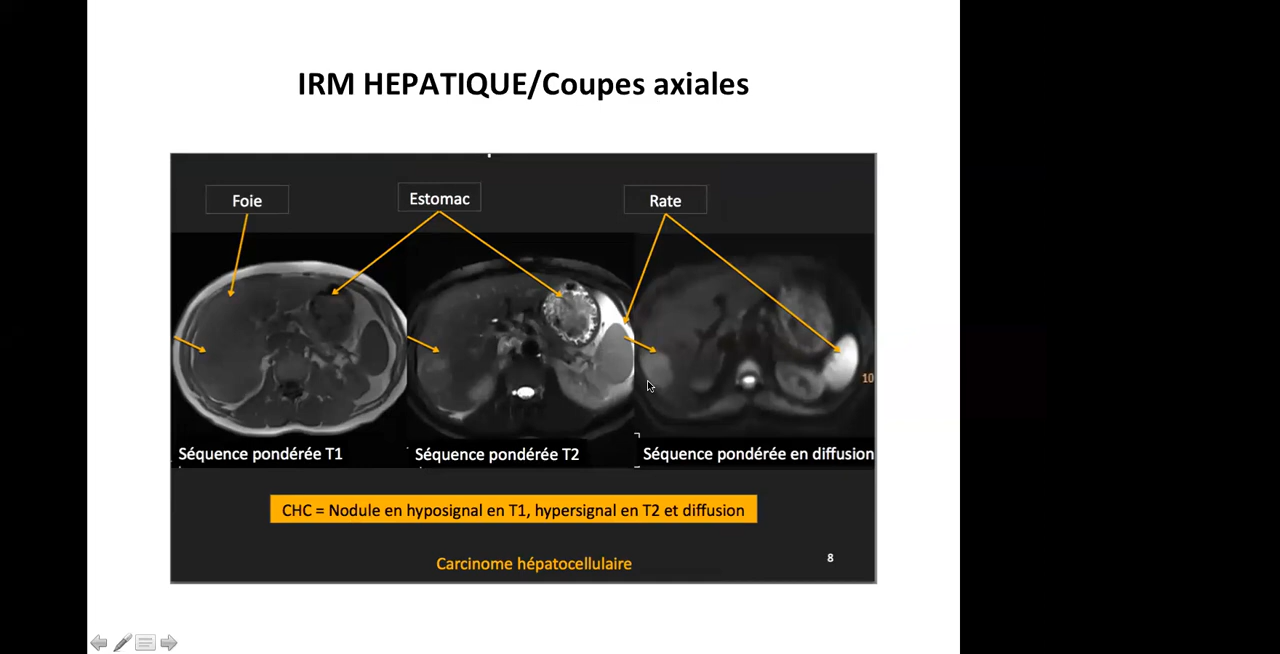 IRM HEPATIQUE/Coupes axiales
Foie
Estomac
Rate
10
Séquence pondérée T1
Séquence pondérée T2
Séquence pondérée en diffusion
CHC = Nodule en hyposignal en T1, hypersignal en T2 et diffusion
Carcinome hépatocellulaire
8